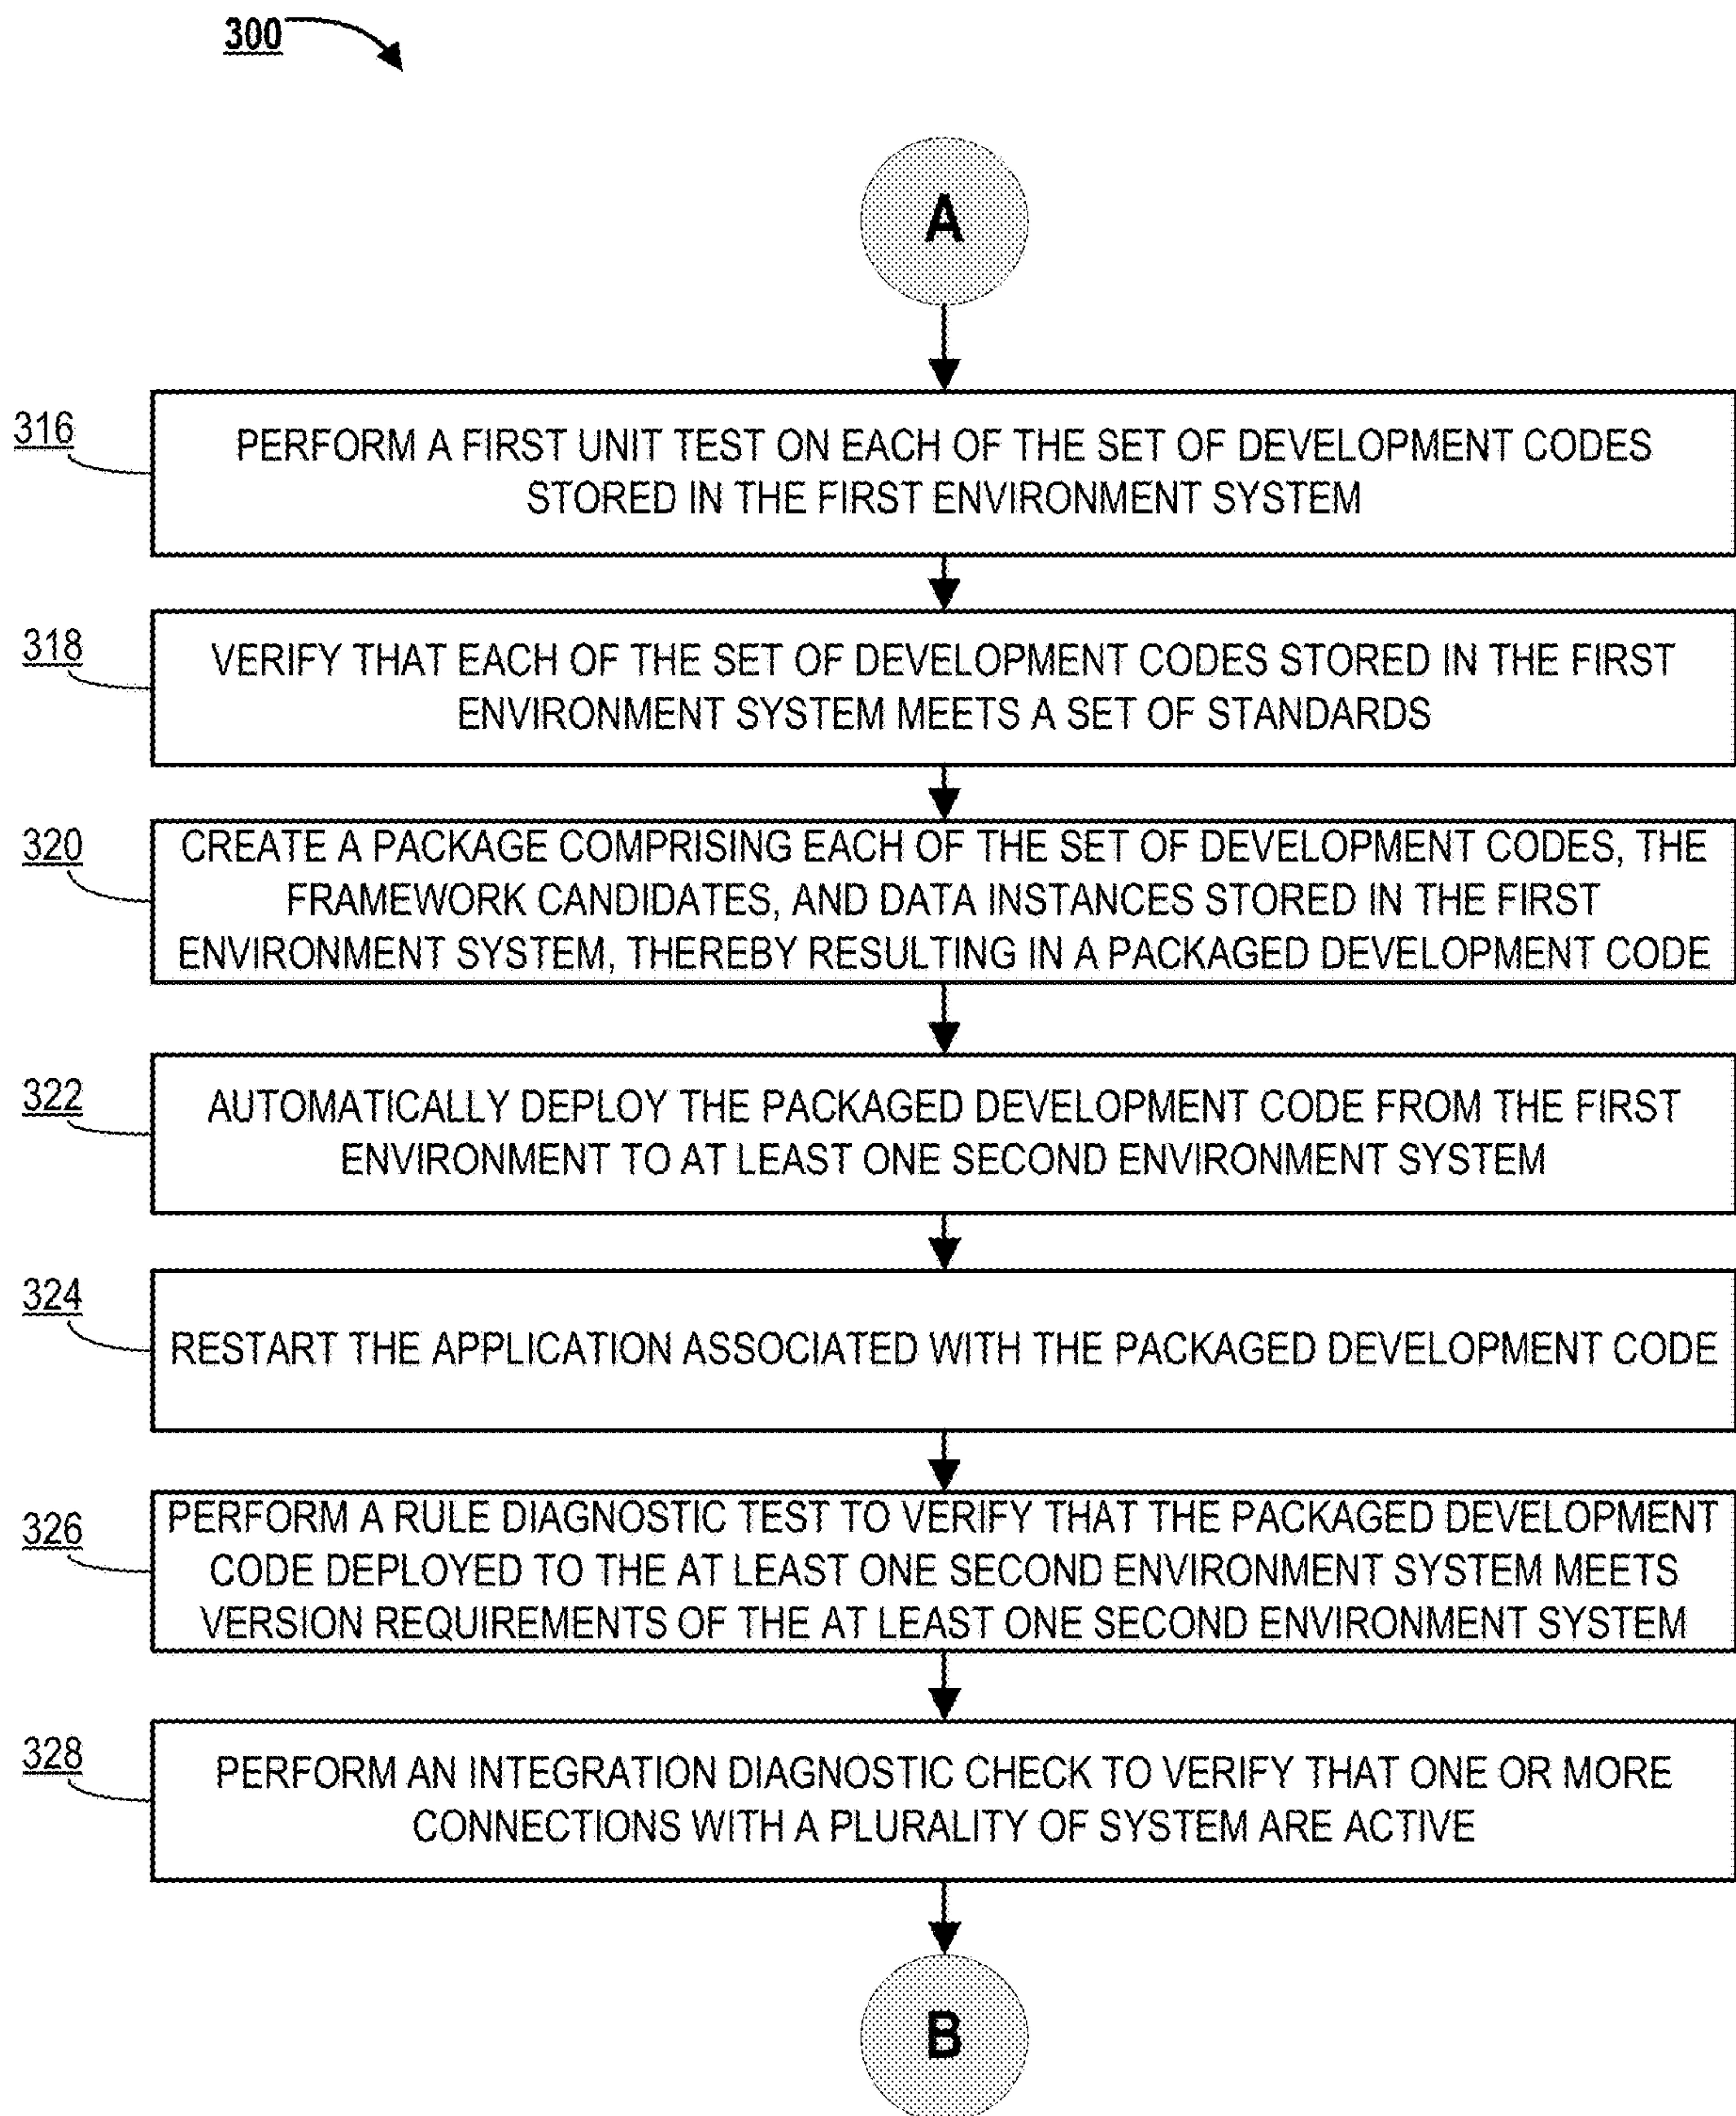 300
A
316
PERFORM A FIRST UNIT TEST ON EACH OF THE SET OF DEVELOPMENT CODES
STORED IN THE FIRST ENVIRONMENT SYSTEM
318
VERIFY THAT EACH OF THE SET OF DEVELOPMENT CODES STORED IN THE FIRST
ENVIRONMENT SYSTEM MEETS A SET OF STANDARDS
320
CREATE A PACKAGE COMPRISING EACH OF THE SET OF DEVELOPMENT CODES, THE
FRAMEWORK CANDIDATES, AND DATA INSTANCES STORED IN THE FIRST
ENVIRONMENT SYSTEM, THEREBY RESULTING IN A PACKAGED DEVELOPMENT CODE
322
AUTOMATICALLY DEPLOY THE PACKAGED DEVELOPMENT CODE FROM THE FIRST
ENVIRONMENT TO AT LEAST ONE SECOND ENVIRONMENT SYSTEM
324
RESTART THE APPLICATION ASSOCIATED WITH THE PACKAGED DEVELOPMENT CODE
326
PERFORM A RULE DIAGNOSTIC TEST TO VERIFY THAT THE PACKAGED DEVELOPMENT
CODE DEPLOYED TO THE AT LEAST ONE SECOND ENVIRONMENT SYSTEM MEETS
VERSION REQUIREMENTS OF THE AT LEAST ONE SECOND ENVIRONMENT SYSTEM
328
PERFORM AN INTEGRATION DIAGNOSTIC CHECK TO VERIFY THAT ONE OR MORE
CONNECTIONS WITH A PLURALITY OF SYSTEM ARE ACTIVE
B